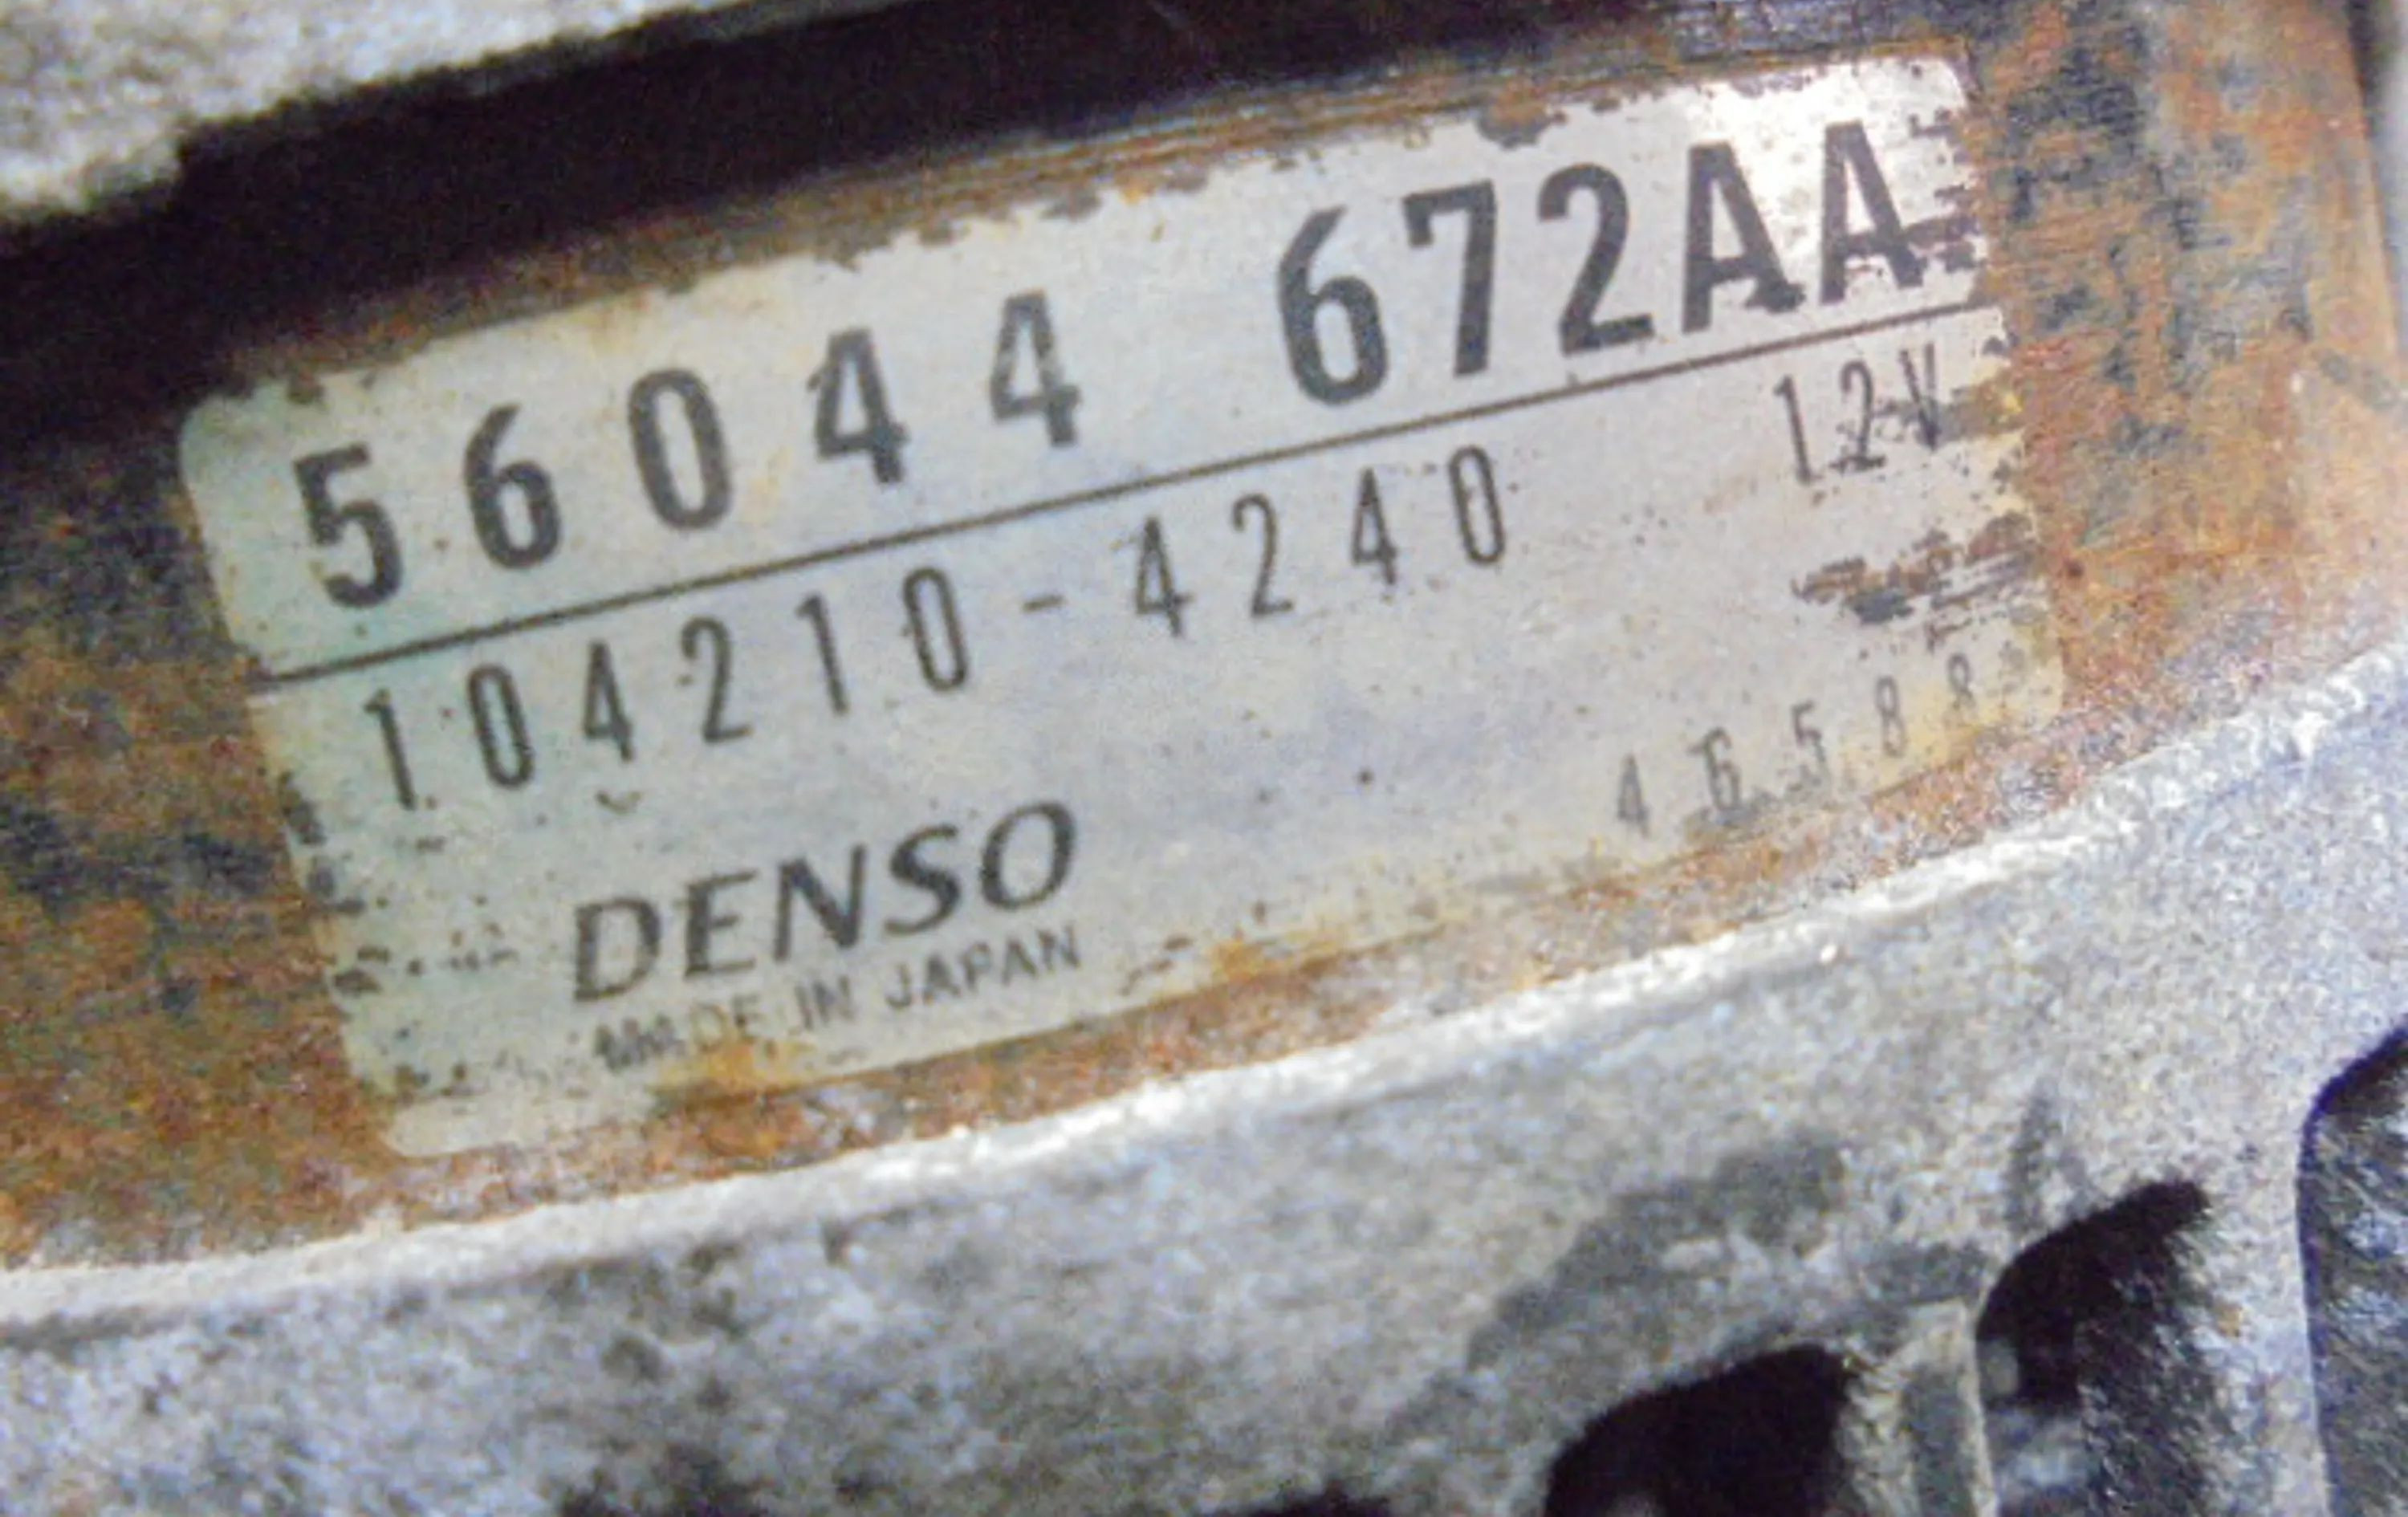 56044 672AA
104210-4240 12V
46588
DENSO
MADE IN JAPAN